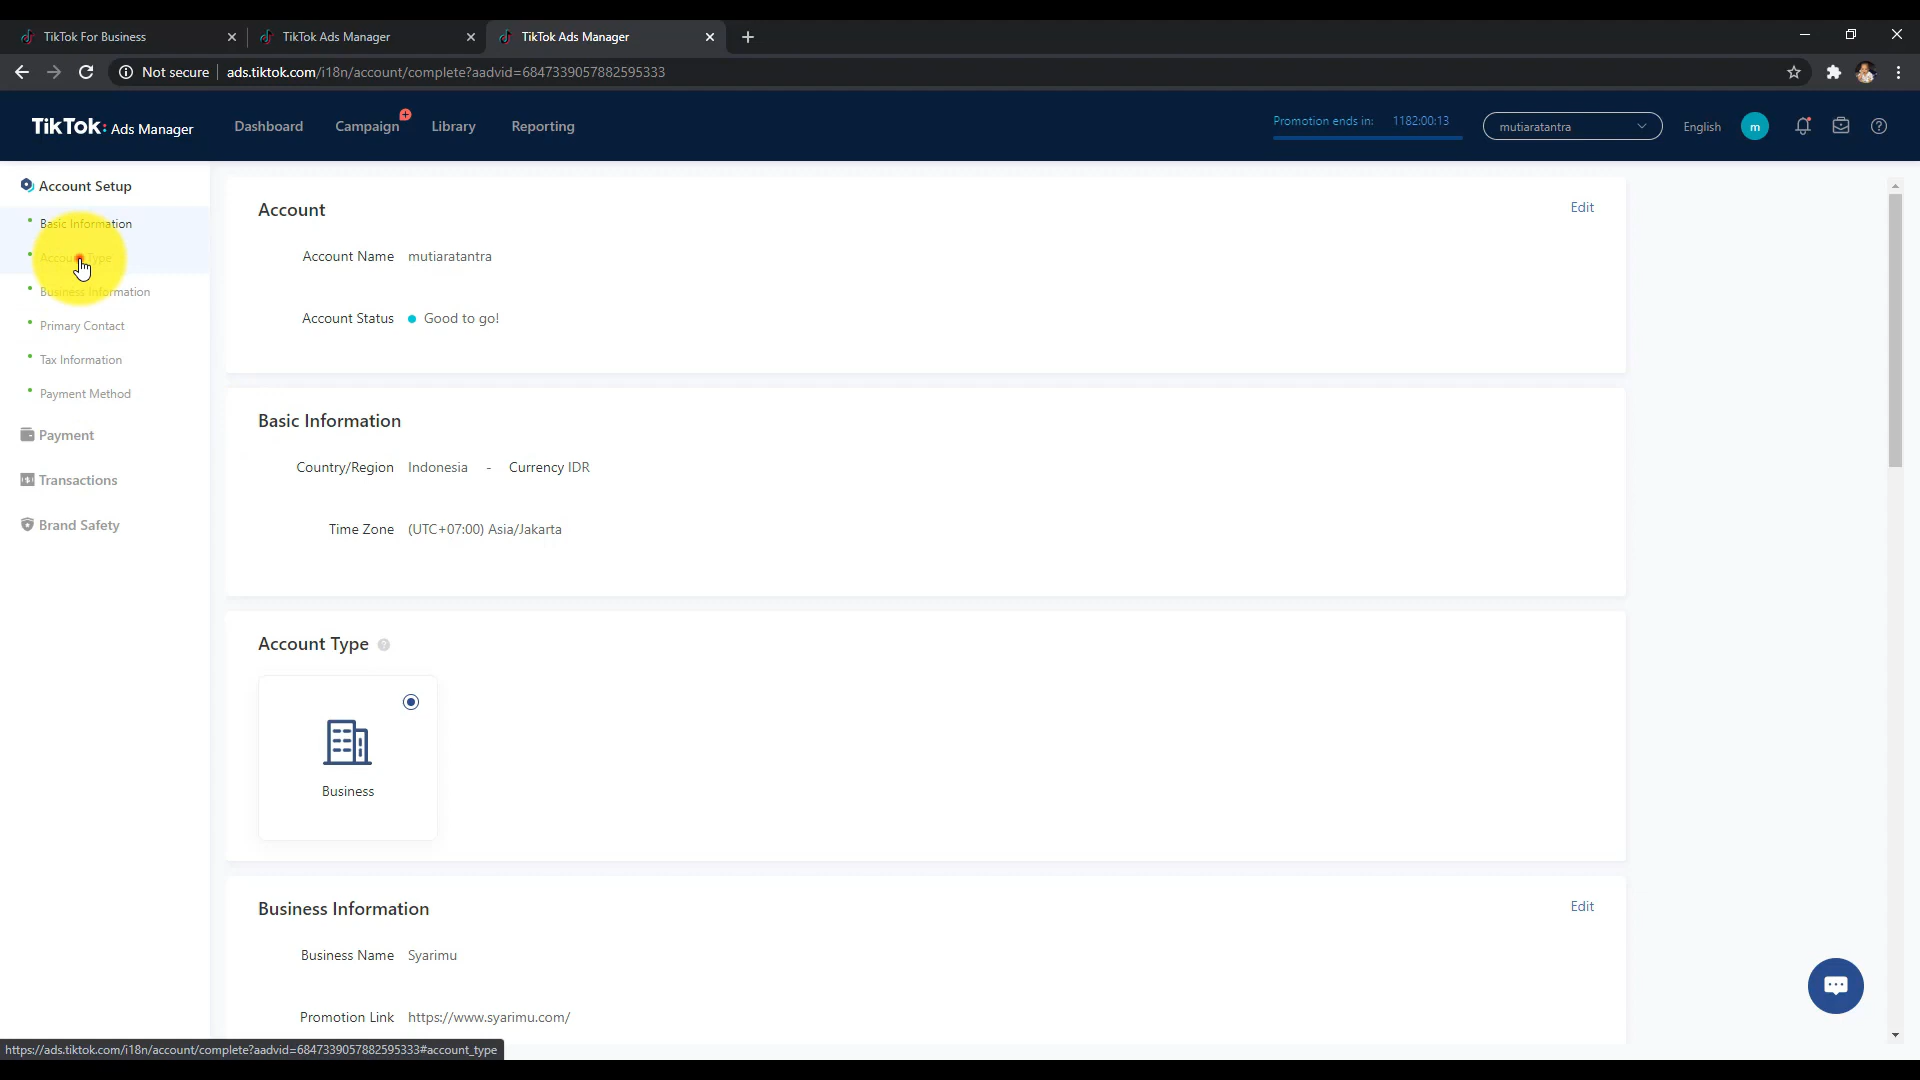 TikTok For Business
TikTok Ads Manager
TikTok Ads Manager
Not secure
ads.tiktok.com/i18n/account/complete?aadvid=6847339057882595333
TikTok: Ads Manager
Dashboard
Campaign
Library
Reporting
Promotion ends in: 1182:00:13
mutiaratantra
English
m
Account Setup
Basic Information
Account Type
Business Information
Primary Contact
Tax Information
Payment Method
Payment
Transactions
Brand Safety
Account
Edit
Account Name mutiaratantra
Account Status Good to go!
Basic Information
Country/Region Indonesia - Currency IDR
Time Zone (UTC+07:00) Asia/Jakarta
Account Type
Business
Business Information
Edit
Business Name Syarimu
Promotion Link https://www.syarimu.com/
https://ads.tiktok.com/i18n/account/complete?aadvid=6847339057882595333#account_type